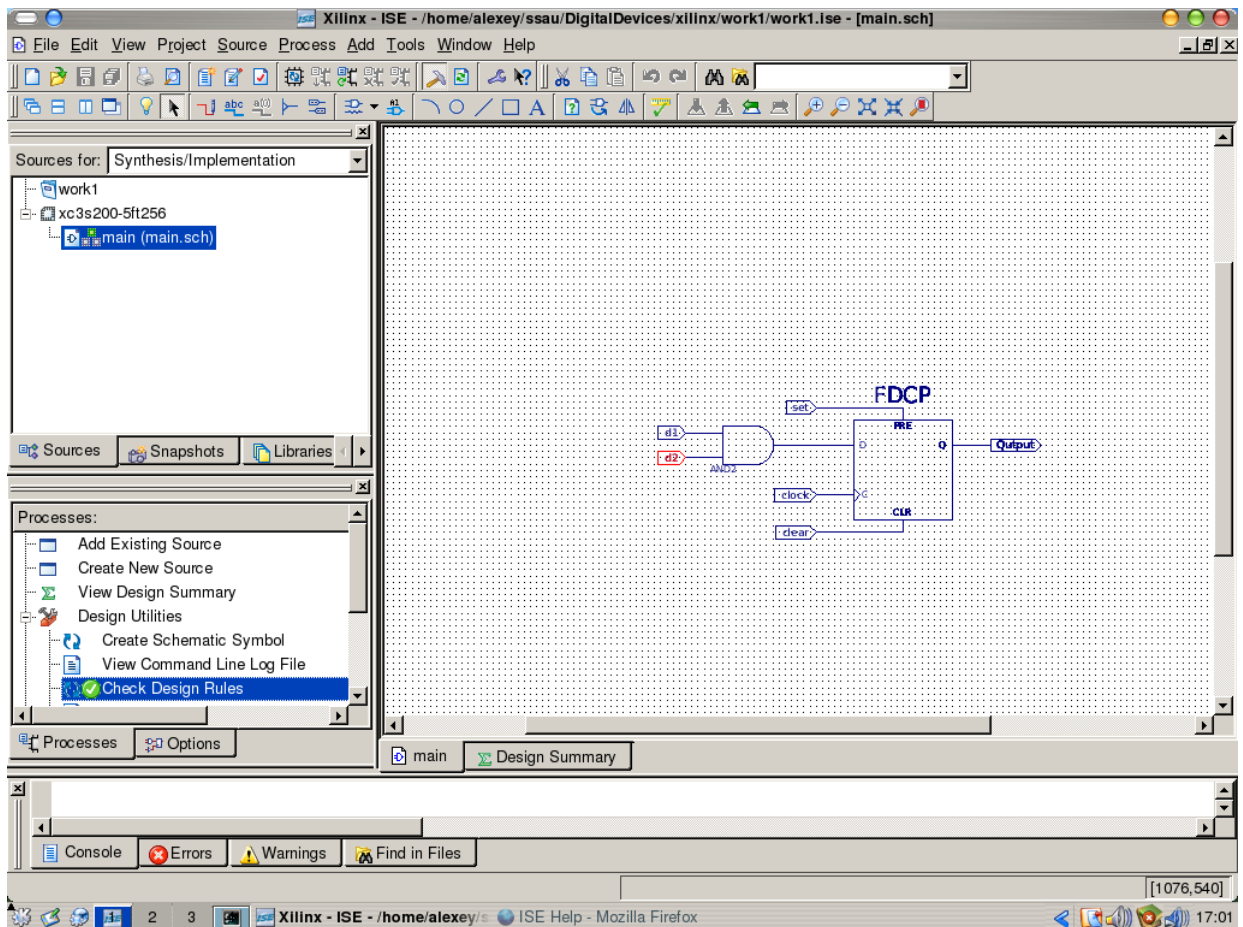 Xilinx - ISE - /home/alexey/ssau/DigitalDevices/xilinx/work1/work1.ise - [main.sch]
File Edit View Project Source Process Add Tools Window Help
Sources for: Synthesis/Implementation
work1
xc3s200-5ft256
main (main.sch)
Sources Snapshots Libraries
Processes:
Add Existing Source
Create New Source
View Design Summary
Design Utilities
Create Schematic Symbol
View Command Line Log File
Check Design Rules
Processes Options
FDCP
set
PRE
d1
d2
AND2
D
Q
Output
clock
C
CLR
clear
main Design Summary
Console Errors Warnings Find in Files
[1076,540]
2 3 Xilinx - ISE - /home/alexey/s ISE Help - Mozilla Firefox 17:01